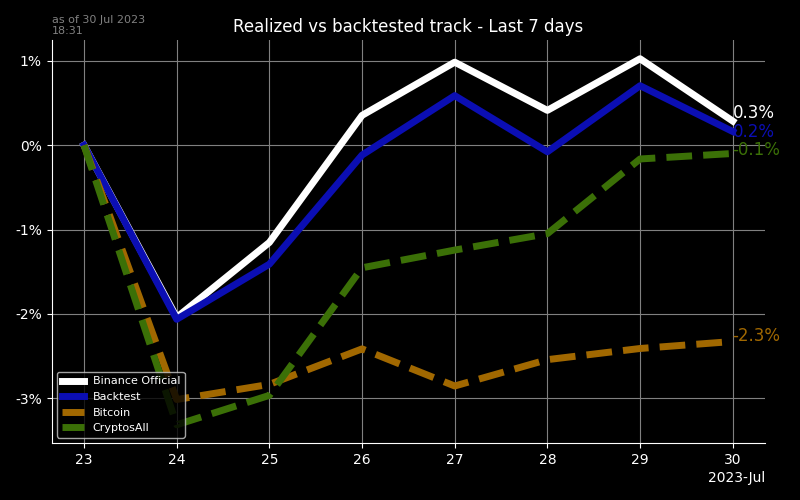 as of 30 Jul 2023
18:31
Realized vs backtested track - Last 7 days
1%
0%
-1%
-2%
-3%
0.3%
0.2%
-0.1%
-2.3%
Binance Official
Backtest
Bitcoin
CryptosAll
23 24 25 26 27 28 29 30
2023-Jul